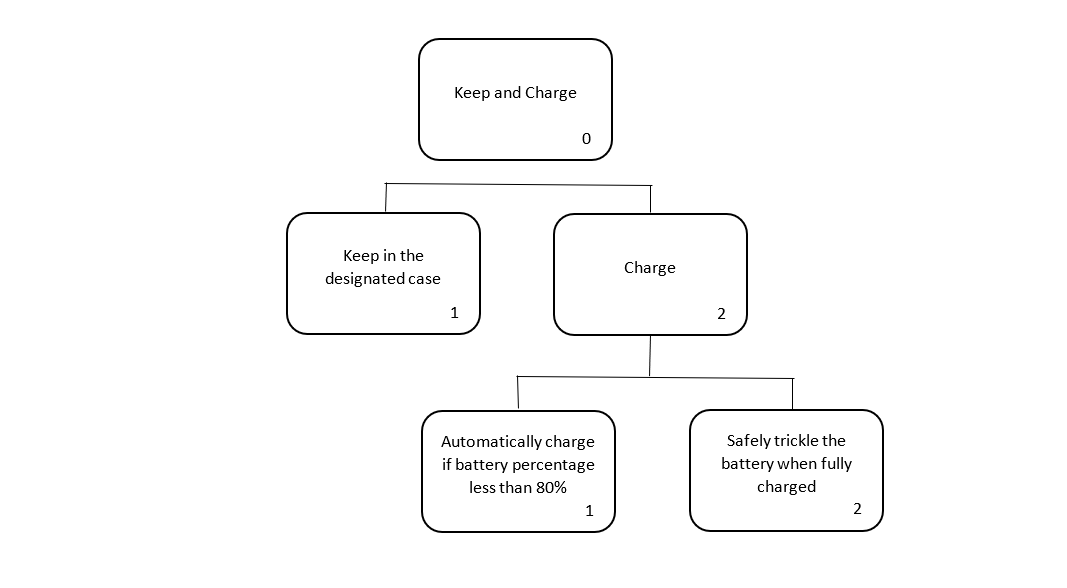 Keep and Charge
0
Keep in the
designated case
1
Charge
2
Automatically charge
if battery percentage
less than 80%
1
Safely trickle the
battery when fully
charged
2